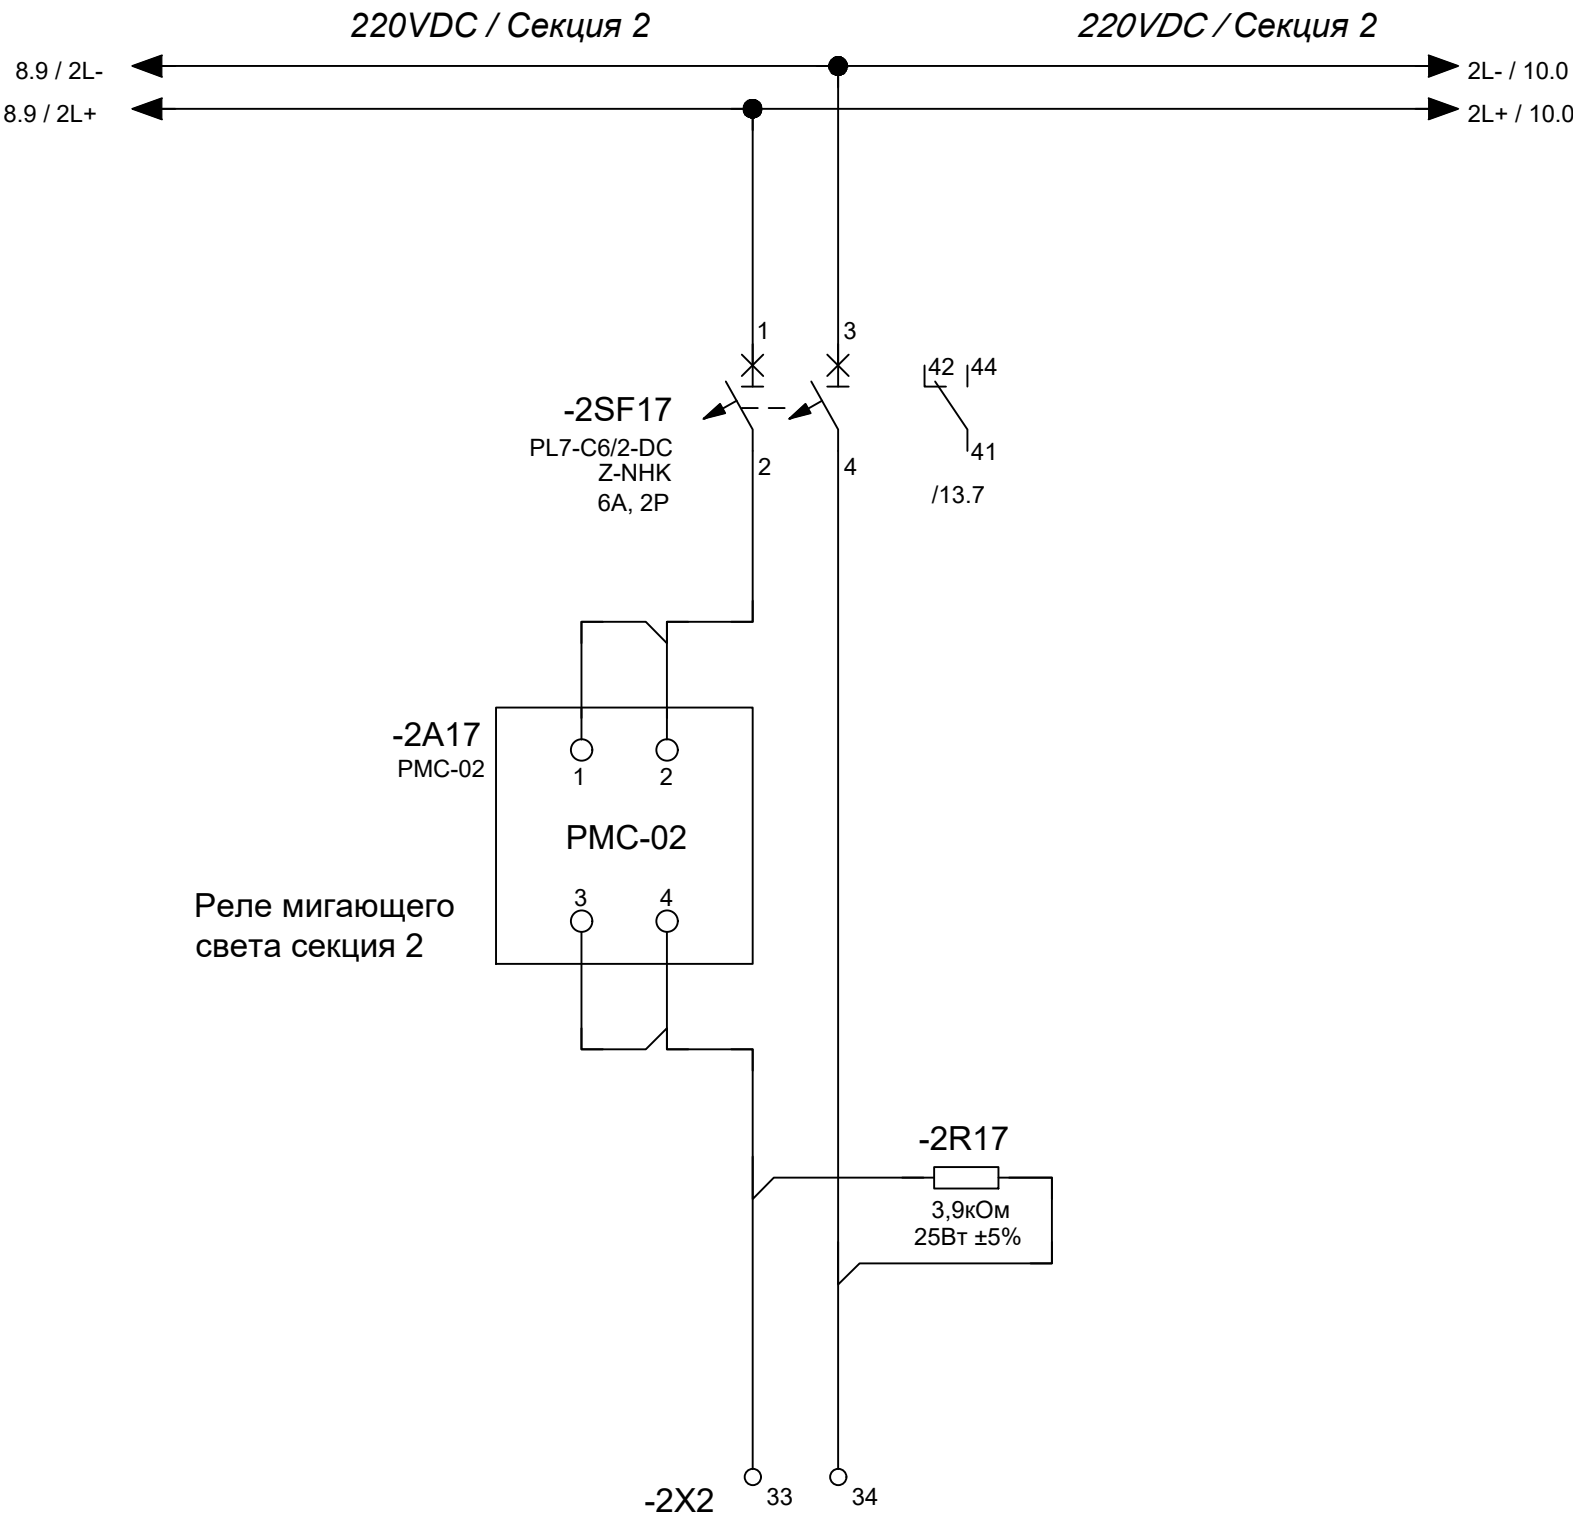 220VDC / Секция 2
220VDC / Секция 2
8.9 / 2L-
2L- / 10.0
8.9 / 2L+
2L+ / 10.0
1
3
42
44
-2SF17
PL7-C6/2-DC
Z-NHK
6A, 2P
2
4
41
/13.7
-2A17
РМС-02
1
2
РМС-02
3
4
Реле мигающего
света секция 2
-2R17
3,9кОм
25Вт ±5%
-2X2
33
34